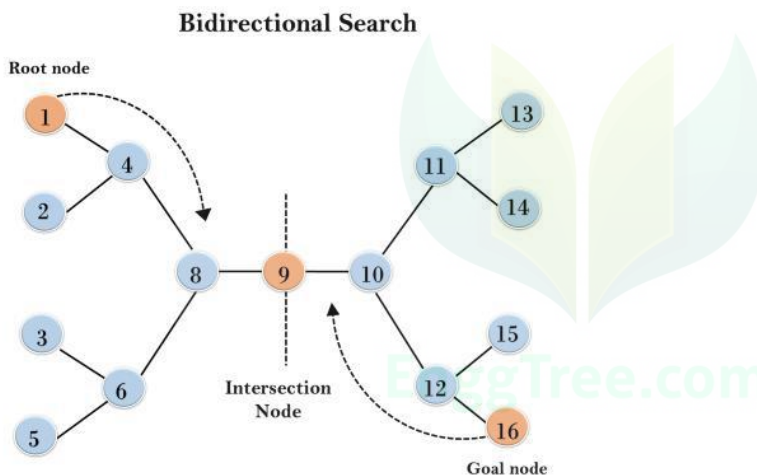 Bidirectional Search
Root node
1
13
4
11
2
14
8
9
10
3
15
6
Intersection
Node
12
EnggTree.com
5
16
Goal node